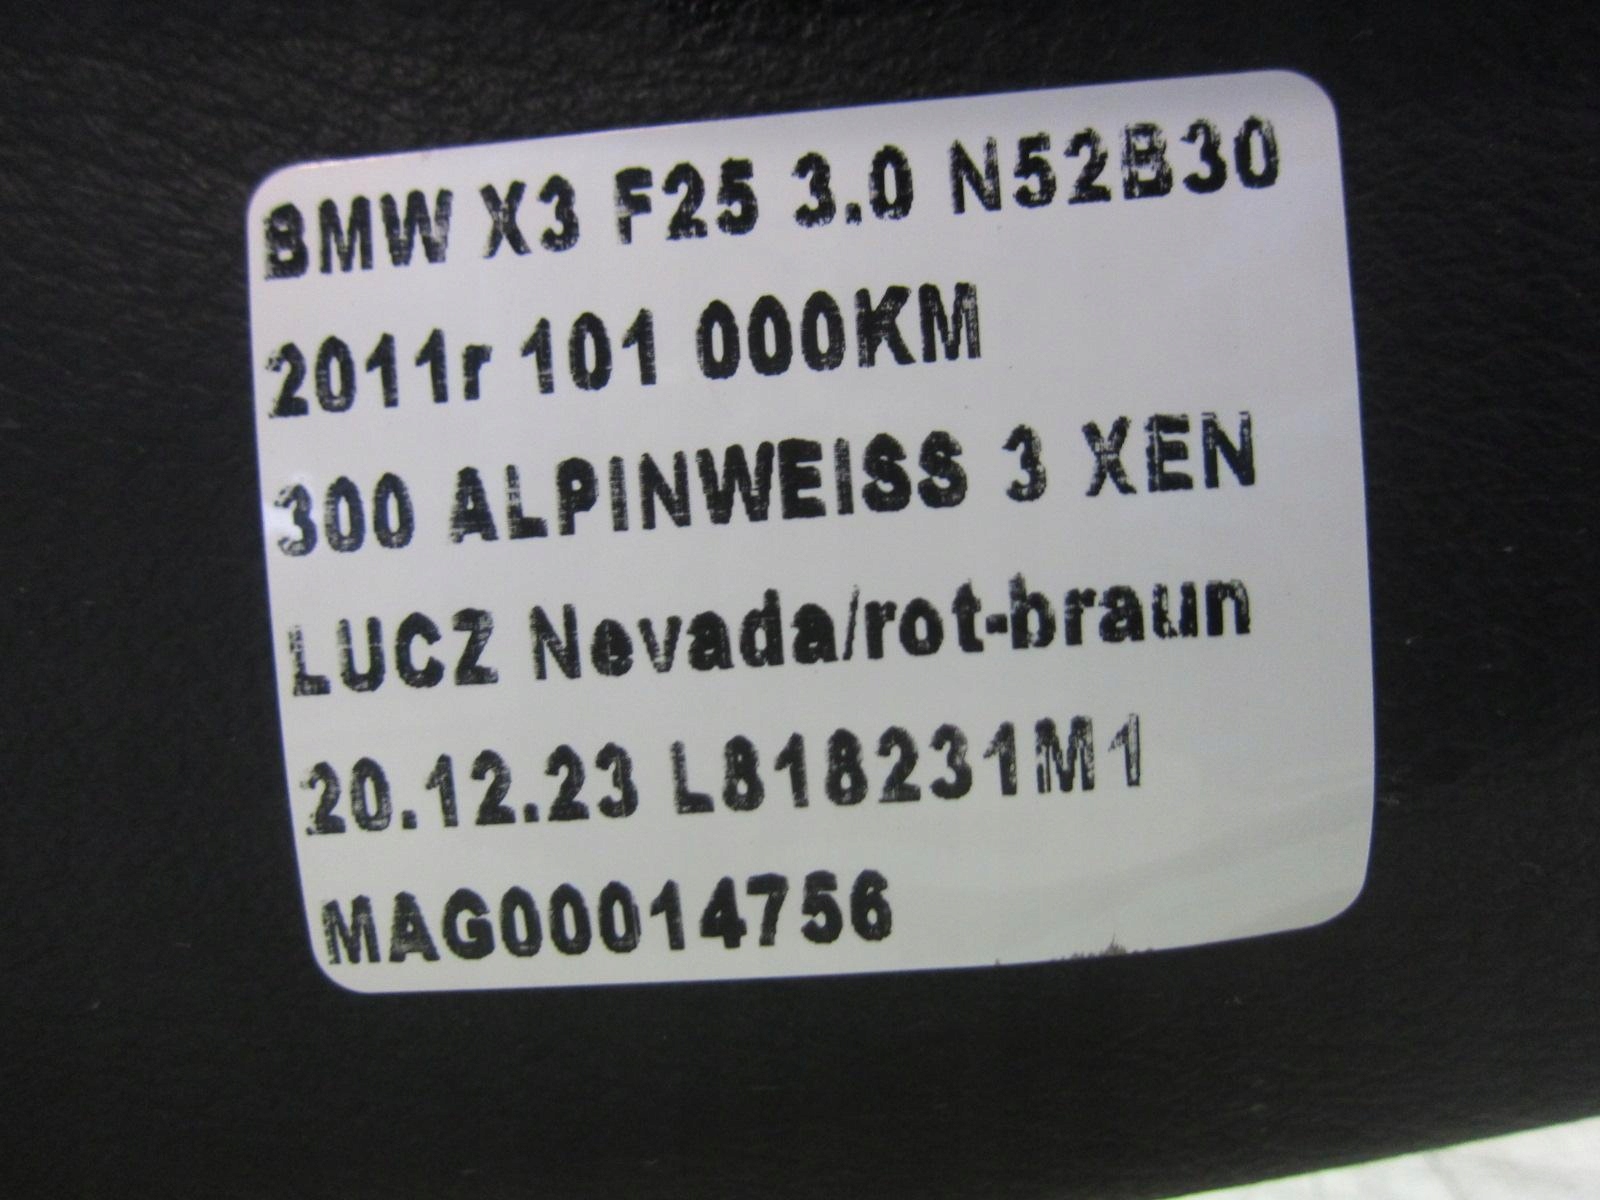 BMW X3 F25 3.0 N52B30
2011r 101 000KM
300 ALPINWEISS 3 XEN
LUCZ Nevada/rot-braun
20.12.23 L818231M1
MAG00014756